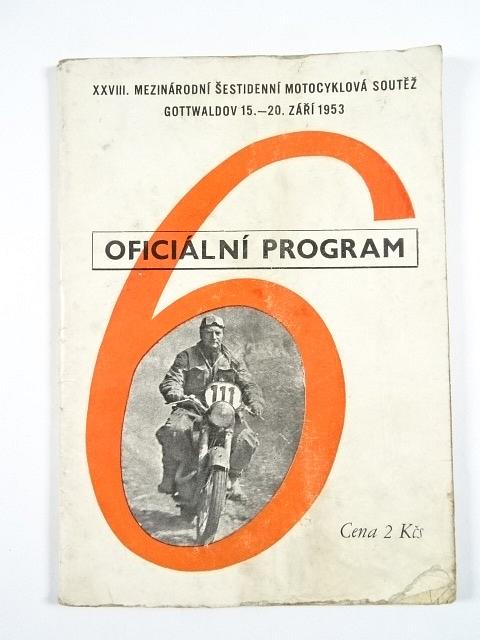 XXVIII. MEZINÁRODNÍ ŠESTIDENNÍ MOTOCYKLOVÁ SOUTĚŽ
GOTTWALDOV 15.—20. ZÁŘÍ 1953
6
OFICIÁLNÍ PROGRAM
111
Cena 2 Kčs